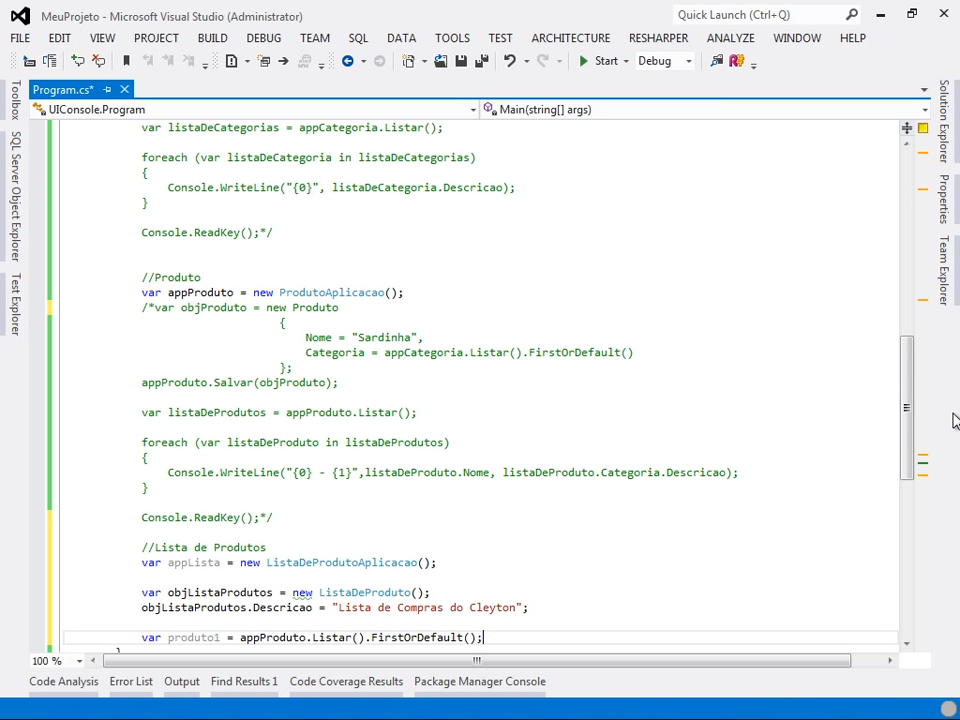 MeuProjeto - Microsoft Visual Studio (Administrator)
Quick Launch (Ctrl+Q)
FILE EDIT VIEW PROJECT BUILD DEBUG TEAM SQL DATA TOOLS TEST ARCHITECTURE RESHARPER ANALYZE WINDOW HELP
Start Debug
Program.cs*
UIConsole.Program Main(string[] args)
var listaDeCategorias = appCategoria.Listar();
foreach (var listaDeCategoria in listaDeCategorias)
{
Console.WriteLine("{0}", listaDeCategoria.Descricao);
}
Console.ReadKey();*/
//Produto
var appProduto = new ProdutoAplicacao();
/*var objProduto = new Produto
{
Nome = "Sardinha",
Categoria = appCategoria.Listar().FirstOrDefault()
};
appProduto.Salvar(objProduto);
var listaDeProdutos = appProduto.Listar();
foreach (var listaDeProduto in listaDeProdutos)
{
Console.WriteLine("{0} - {1}",listaDeProduto.Nome, listaDeProduto.Categoria.Descricao);
}
Console.ReadKey();*/
//Lista de Produtos
var appLista = new ListaDeProdutoAplicacao();
var objListaProdutos = new ListaDeProduto();
objListaProdutos.Descricao = "Lista de Compras do Cleyton";
var produto1 = appProduto.Listar().FirstOrDefault();
100 %
Code Analysis Error List Output Find Results 1 Code Coverage Results Package Manager Console
Toolbox
SQL Server Object Explorer
Test Explorer
Solution Explorer
Properties
Team Explorer